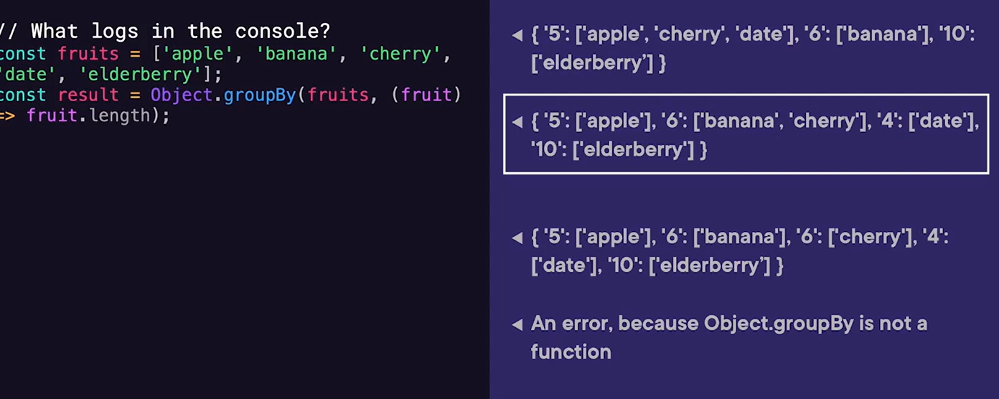 // What logs in the console?
const fruits = ['apple', 'banana', 'cherry',
'date', 'elderberry'];
const result = Object.groupBy(fruits, (fruit)
=> fruit.length);
◀ { '5': ['apple', 'cherry', 'date'], '6': ['banana'], '10':
['elderberry’] }
◀ { '5': ['apple'], '6': ['banana', 'cherry'], '4': ['date'],
'10': ['elderberry'] }
◀ { '5': ['apple'], '6': ['banana'], '6': ['cherry'], '4':
['date'], '10': ['elderberry’] }
◀ An error, because Object.groupBy is not a
function